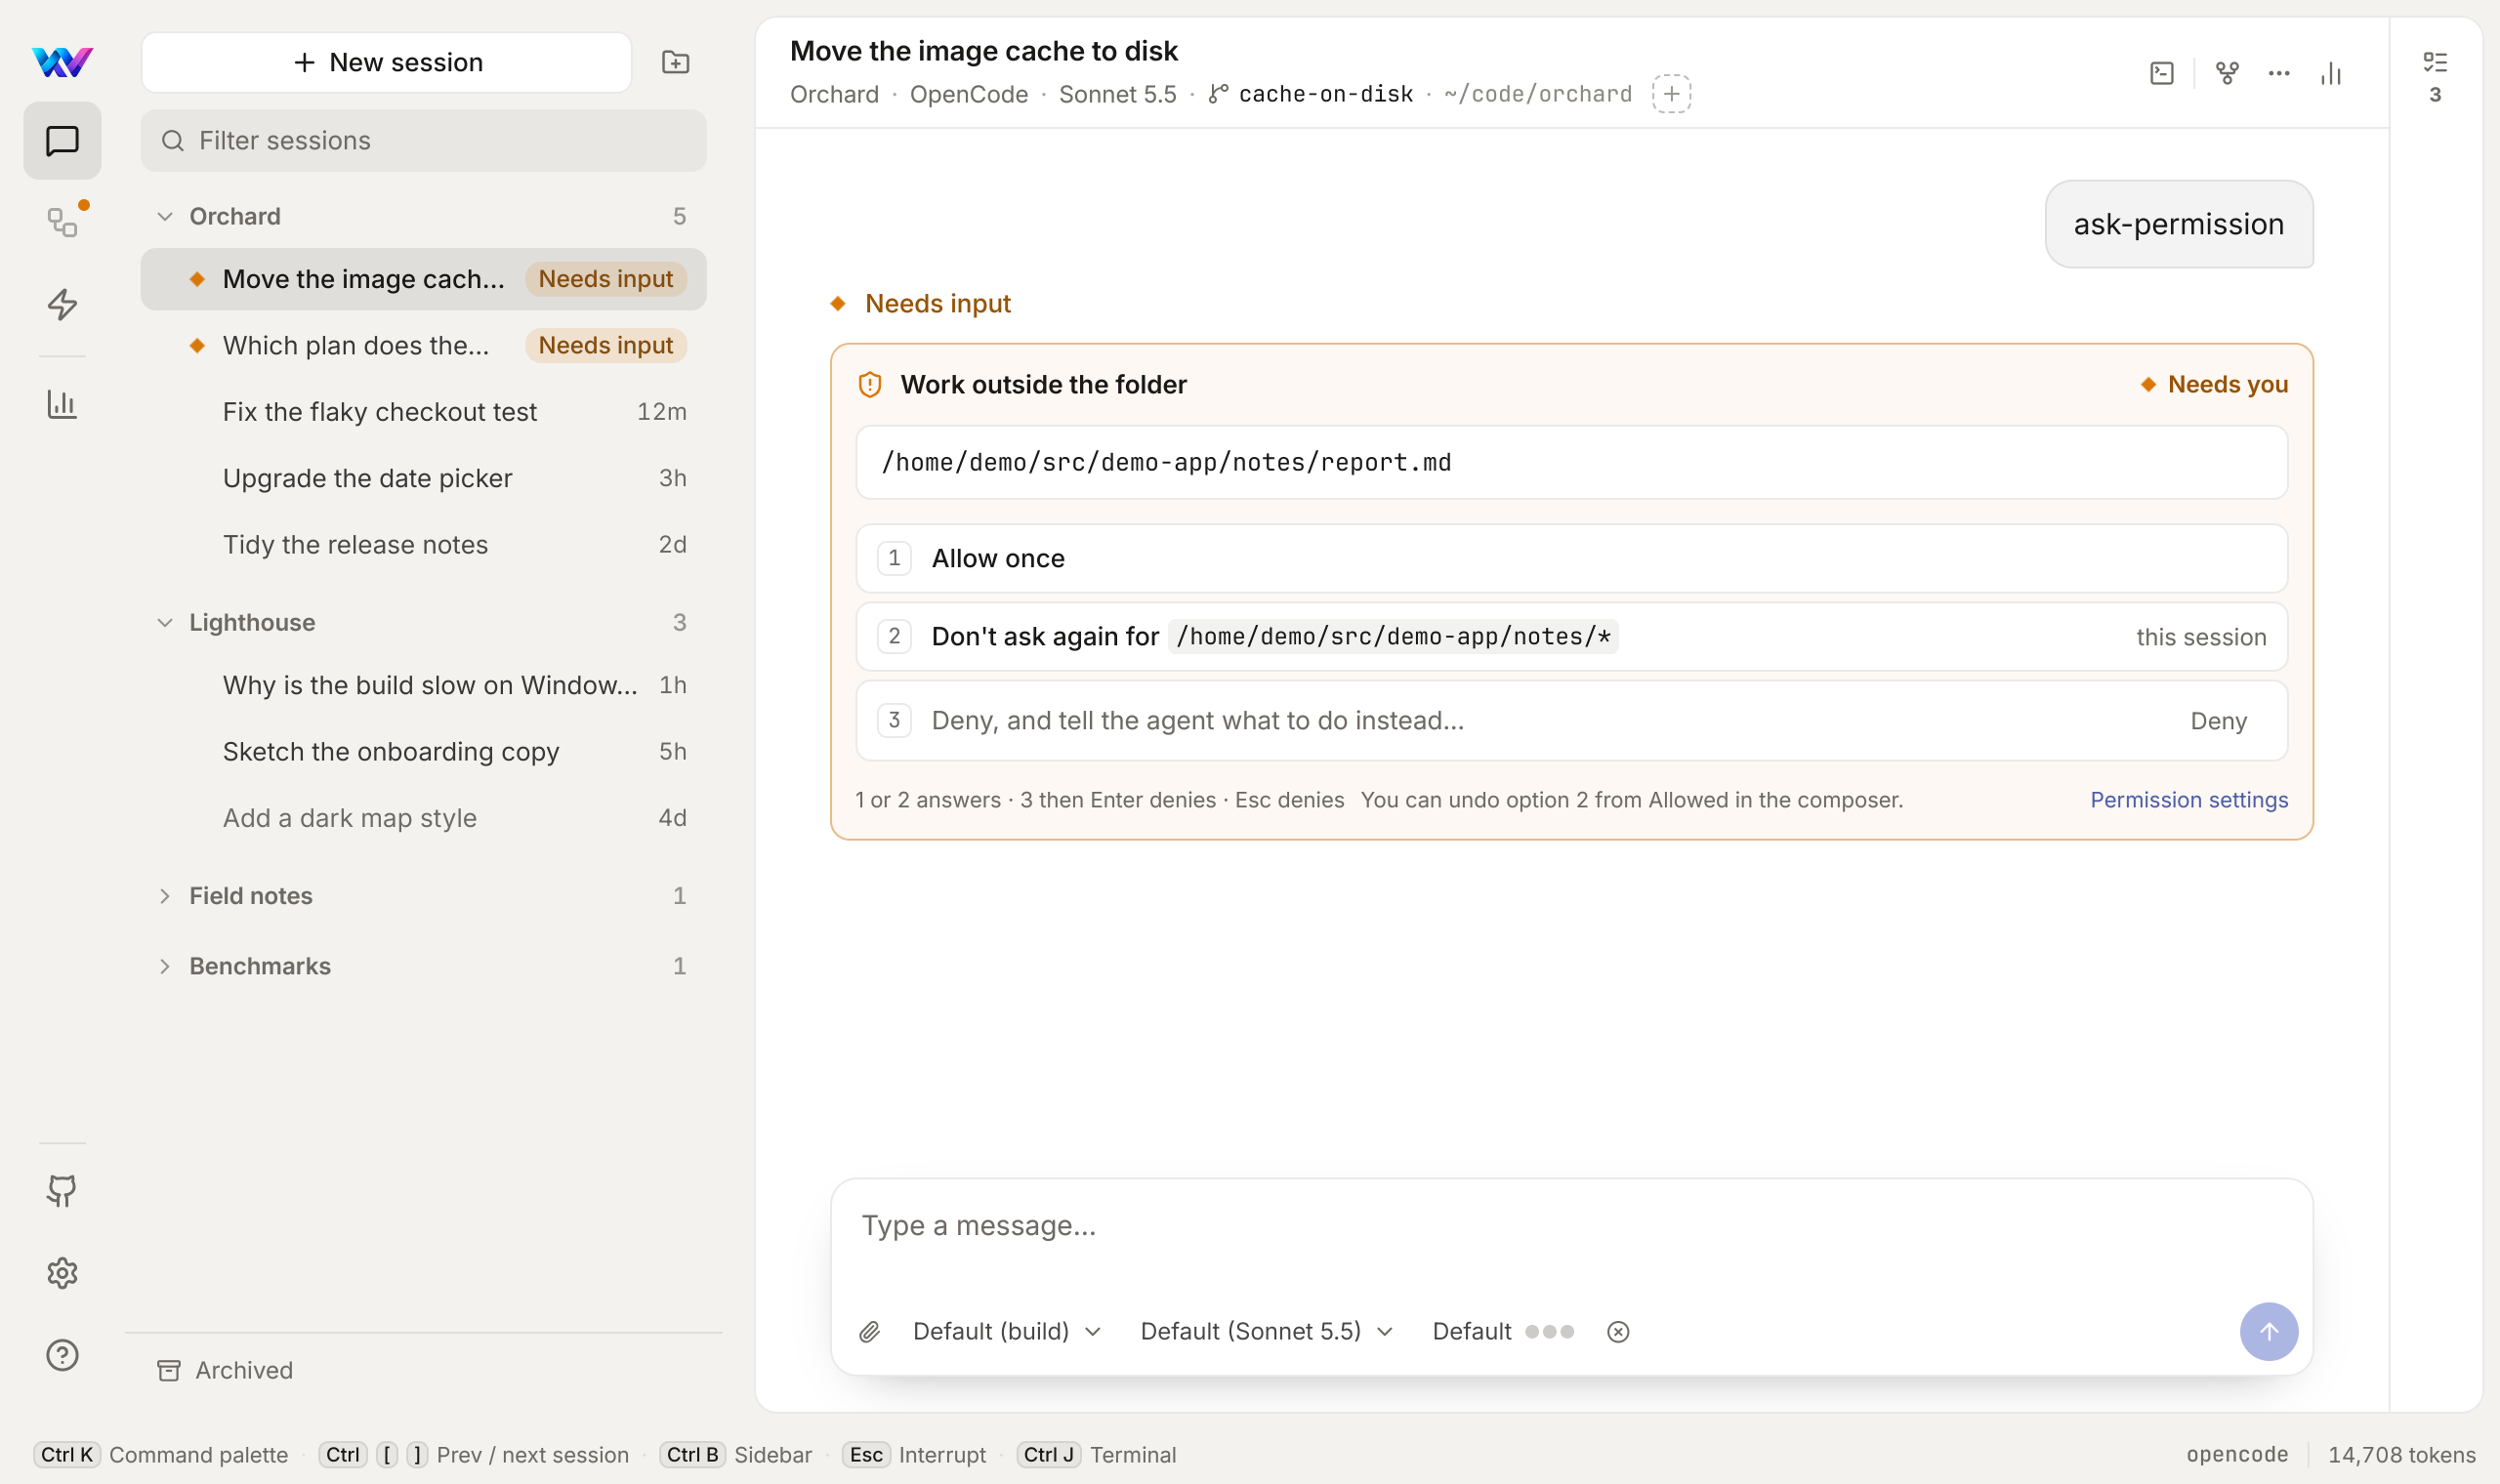 New session
Filter sessions
Orchard 5
Move the image cach... Needs input
Which plan does the... Needs input
Fix the flaky checkout test 12m
Upgrade the date picker 3h
Tidy the release notes 2d
Lighthouse 3
Why is the build slow on Window... 1h
Sketch the onboarding copy 5h
Add a dark map style 4d
Field notes 1
Benchmarks 1
Archived
Move the image cache to disk
Orchard · OpenCode · Sonnet 5.5 · cache-on-disk · ~/code/orchard
3
ask-permission
Needs input
Work outside the folder Needs you
/home/demo/src/demo-app/notes/report.md
1 Allow once
2 Don't ask again for /home/demo/src/demo-app/notes/* this session
3 Deny, and tell the agent what to do instead... Deny
1 or 2 answers · 3 then Enter denies · Esc denies You can undo option 2 from Allowed in the composer. Permission settings
Type a message...
Default (build) Default (Sonnet 5.5) Default
Ctrl K Command palette · Ctrl [ ] Prev / next session · Ctrl B Sidebar · Esc Interrupt · Ctrl J Terminal
opencode 14,708 tokens